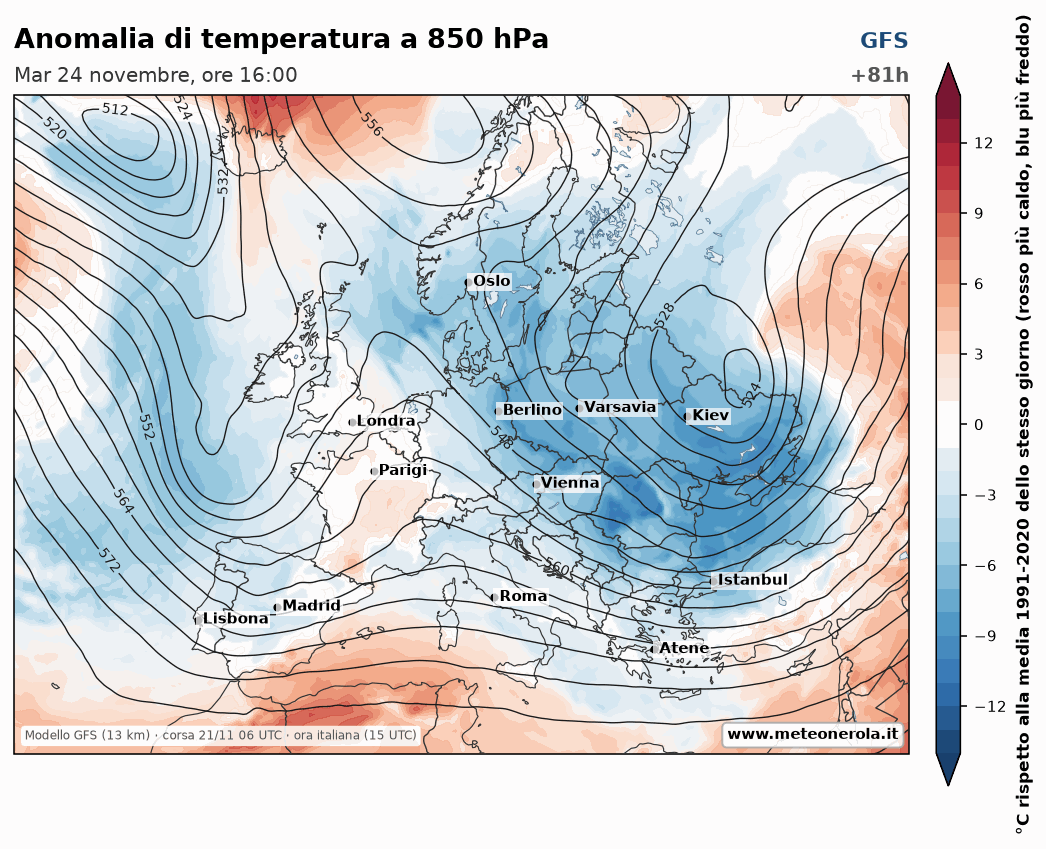 Anomalia di temperatura a 850 hPa
GFS
Mar 24 novembre, ore 16:00
+81h
512
520
524
532
556
528
524
552
548
564
572
560
Oslo
Berlino
Varsavia
Kiev
Londra
Parigi
Vienna
Istanbul
Roma
Madrid
Lisbona
Atene
Modello GFS (13 km) · corsa 21/11 06 UTC · ora italiana (15 UTC)
www.meteonerola.it
12
9
6
3
0
−3
−6
−9
−12
°C rispetto alla media 1991-2020 dello stesso giorno (rosso più caldo, blu più freddo)